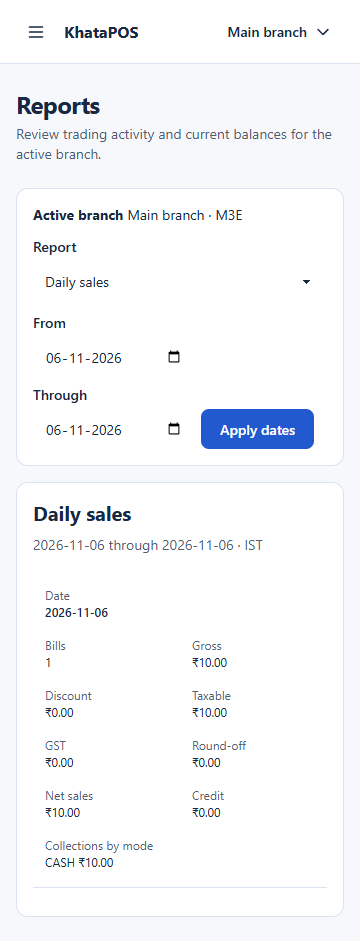 KhataPOS Main branch
Reports
Review trading activity and current balances for the
active branch.
Active branch Main branch · M3E
Report
Daily sales
From
06-11-2026
Through
06-11-2026 Apply dates
Daily sales
2026-11-06 through 2026-11-06 · IST
Date
2026-11-06
Bills Gross
1 ₹10.00
Discount Taxable
₹0.00 ₹10.00
GST Round-off
₹0.00 ₹0.00
Net sales Credit
₹10.00 ₹0.00
Collections by mode
CASH ₹10.00